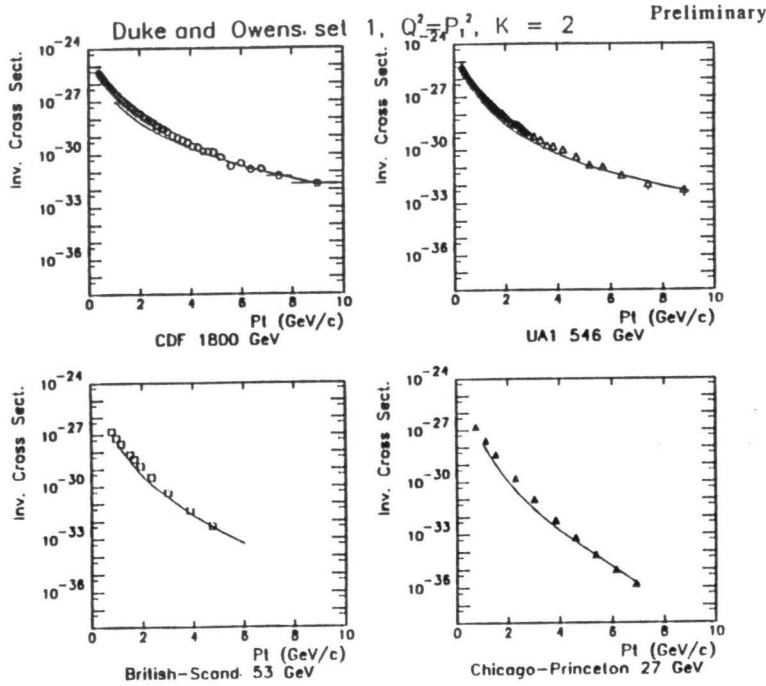 Preliminary
Duke and Owens, set 1, Q²=P₁², K = 2
10⁻²⁴
10⁻²⁷
10⁻³⁰
10⁻³³
10⁻³⁶
Inv. Cross Sect.
0 2 4 6 8 10
Pt (GeV/c)
CDF 1800 GeV
10⁻²⁴
10⁻²⁷
10⁻³⁰
10⁻³³
10⁻³⁶
Inv. Cross Sect.
0 2 4 6 8 10
Pt (GeV/c)
UA1 546 GeV
10⁻²⁴
10⁻²⁷
10⁻³⁰
10⁻³³
10⁻³⁶
Inv. Cross Sect.
0 2 4 6 8 10
Pt (GeV/c)
British-Scand. 53 GeV
10⁻²⁴
10⁻²⁷
10⁻³⁰
10⁻³³
10⁻³⁶
Inv. Cross Sect.
0 2 4 6 8 10
Pt (GeV/c)
Chicago-Princeton 27 GeV